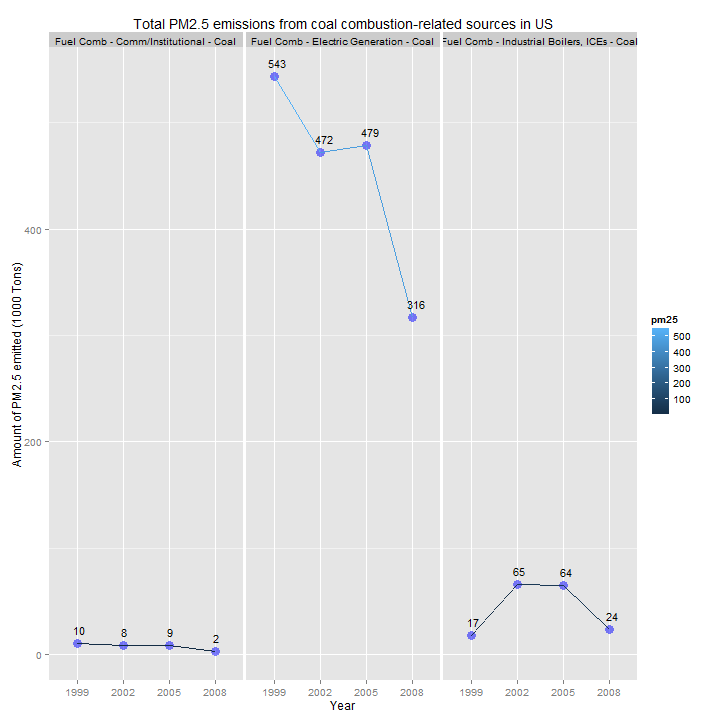 Total PM2.5 emissions from coal combustion-related sources in US
Fuel Comb - Comm/Institutional - Coal
Fuel Comb - Electric Generation - Coal
Fuel Comb - Industrial Boilers, ICEs - Coal
543
472
479
316
10
8
9
2
17
65
64
24
400
200
0
Amount of PM2.5 emitted (1000 Tons)
1999 2002 2005 2008
1999 2002 2005 2008
1999 2002 2005 2008
Year
pm25
500
400
300
200
100